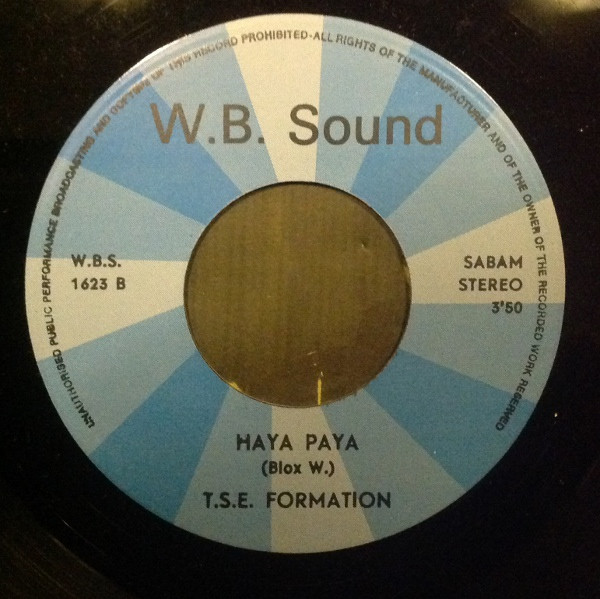 UNAUTHORISED PUBLIC PERFORMANCE BROADCASTING AND COPYING OF THIS RECORD PROHIBITED-ALL RIGHTS OF THE MANUFACTURER AND OF THE OWNER OF THE RECORDED WORK RESERVED
W.B. Sound
W.B.S.
1623 B
SABAM
STEREO
3'50
HAYA PAYA
(Blox W.)
T.S.E. FORMATION